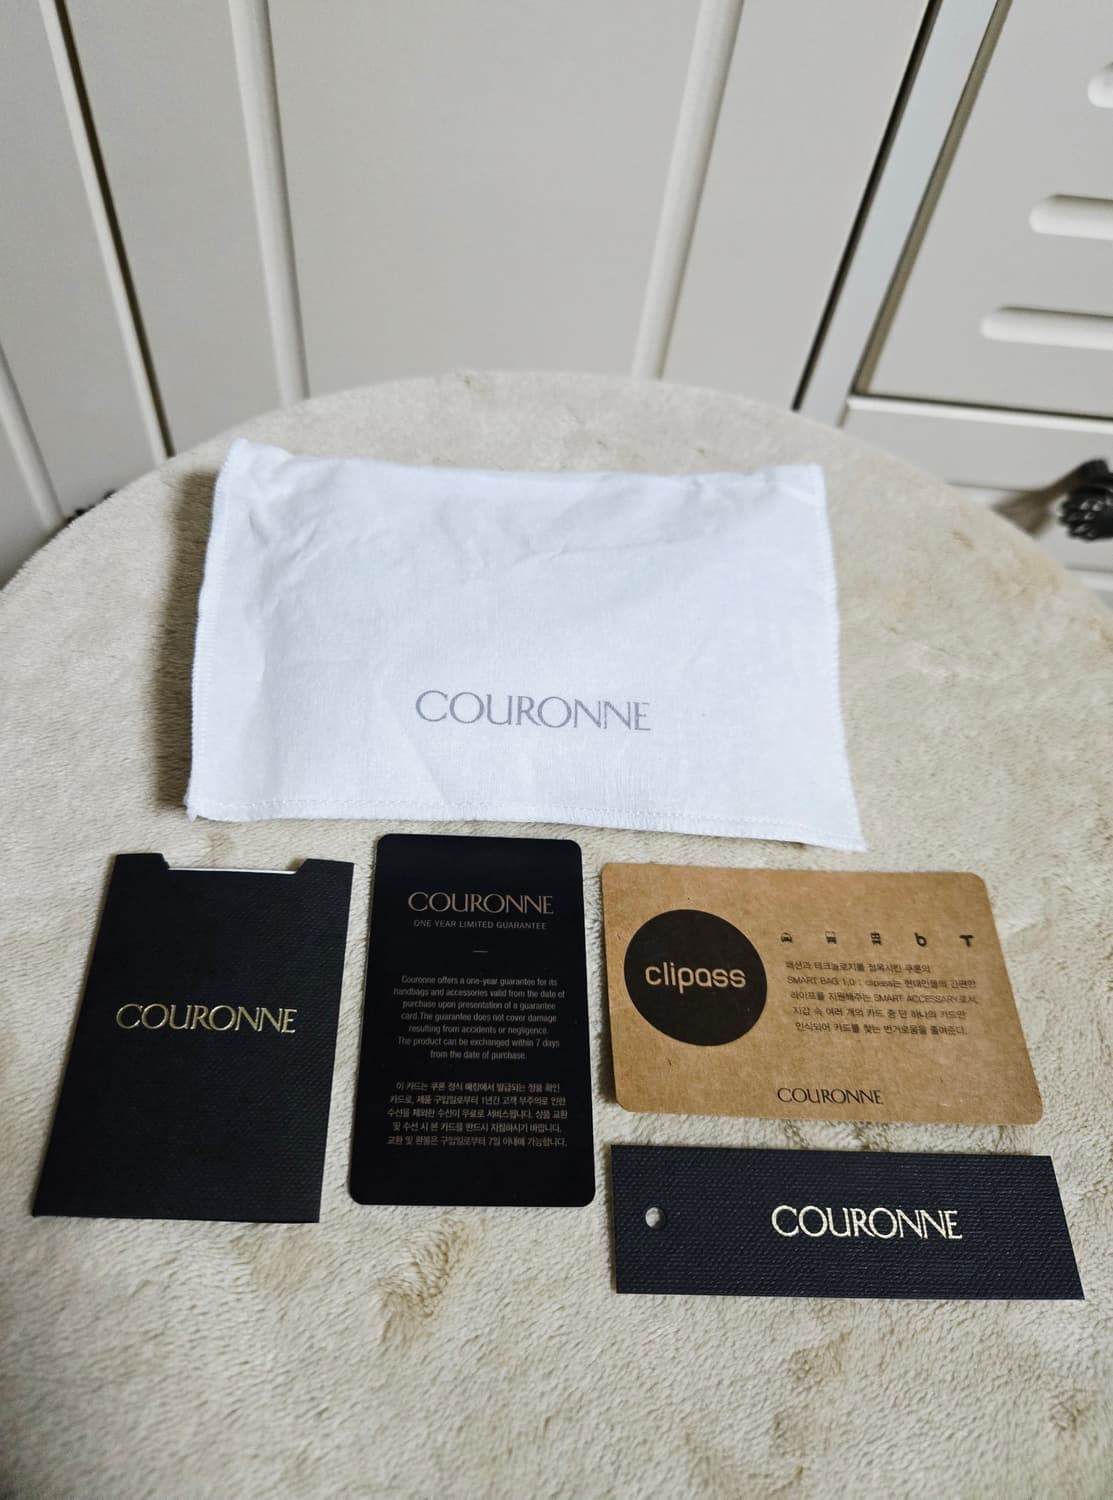 COURONNE
COURONNE
COURONNE
ONE YEAR LIMITED GUARANTEE
Couronne offers a one-year guarantee for its
handbags and accessories valid from the date of
purchase upon presentation of a guarantee
card.The guarantee does not cover damage
resulting from accidents or negligence.
The product can be exchanged within 7 days
from the date of purchase.
이 카드는 쿠론 정식 매장에서 발급되는 정품 확인
카드로, 제품 구입일로부터 1년간 고객 부주의로 인한
수선을 제외한 수선이 무료로 서비스됩니다. 상품 교환
및 수선 시 본 카드를 반드시 지참하시기 바랍니다.
교환 및 환불은 구입일로부터 7일 이내에 가능합니다.
clipass
b T
패션과 테크놀로지를 접목시킨 쿠론의
SMART BAG 1.0 : clipass는 현대인들의 간편한
라이프를 지원해주는 SMART ACCESSARY로서,
지갑 속 여러 개의 카드 중 단 하나의 카드만
인식되어 카드를 찾는 번거로움을 줄여준다.
COURONNE
COURONNE